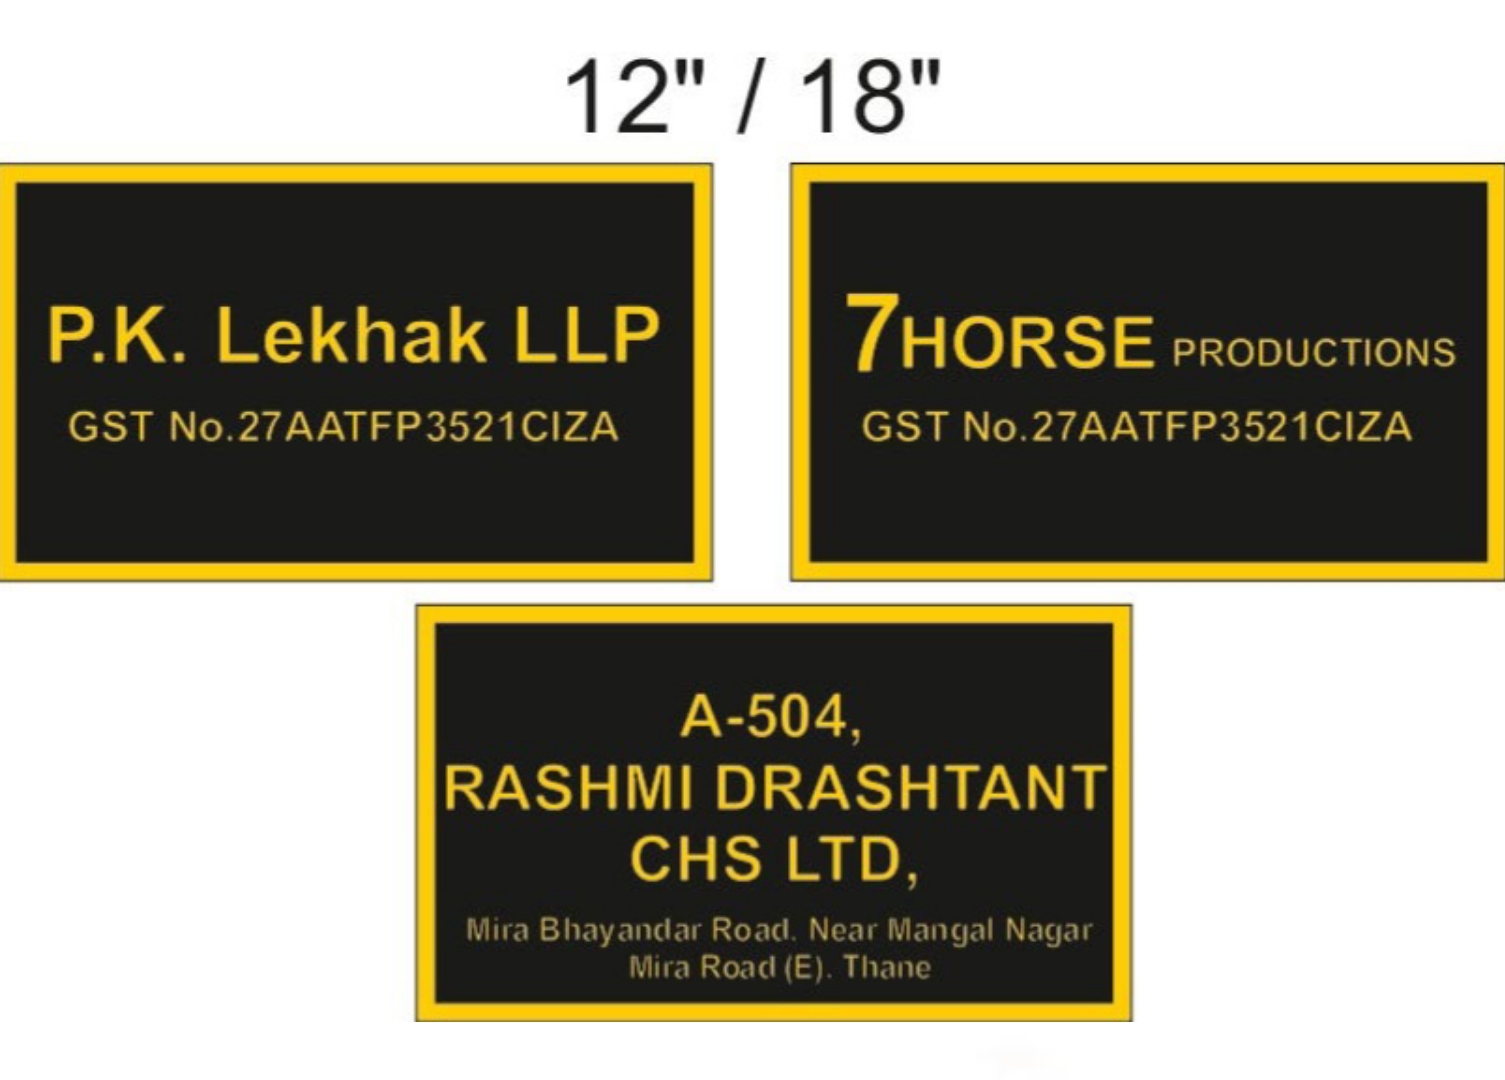 12" / 18"
P.K. Lekhak LLP
GST No.27AATFP3521CIZA
7HORSE PRODUCTIONS
GST No.27AATFP3521CIZA
A-504,
RASHMI DRASHTANT
CHS LTD,
Mira Bhayandar Road. Near Mangal Nagar
Mira Road (E). Thane